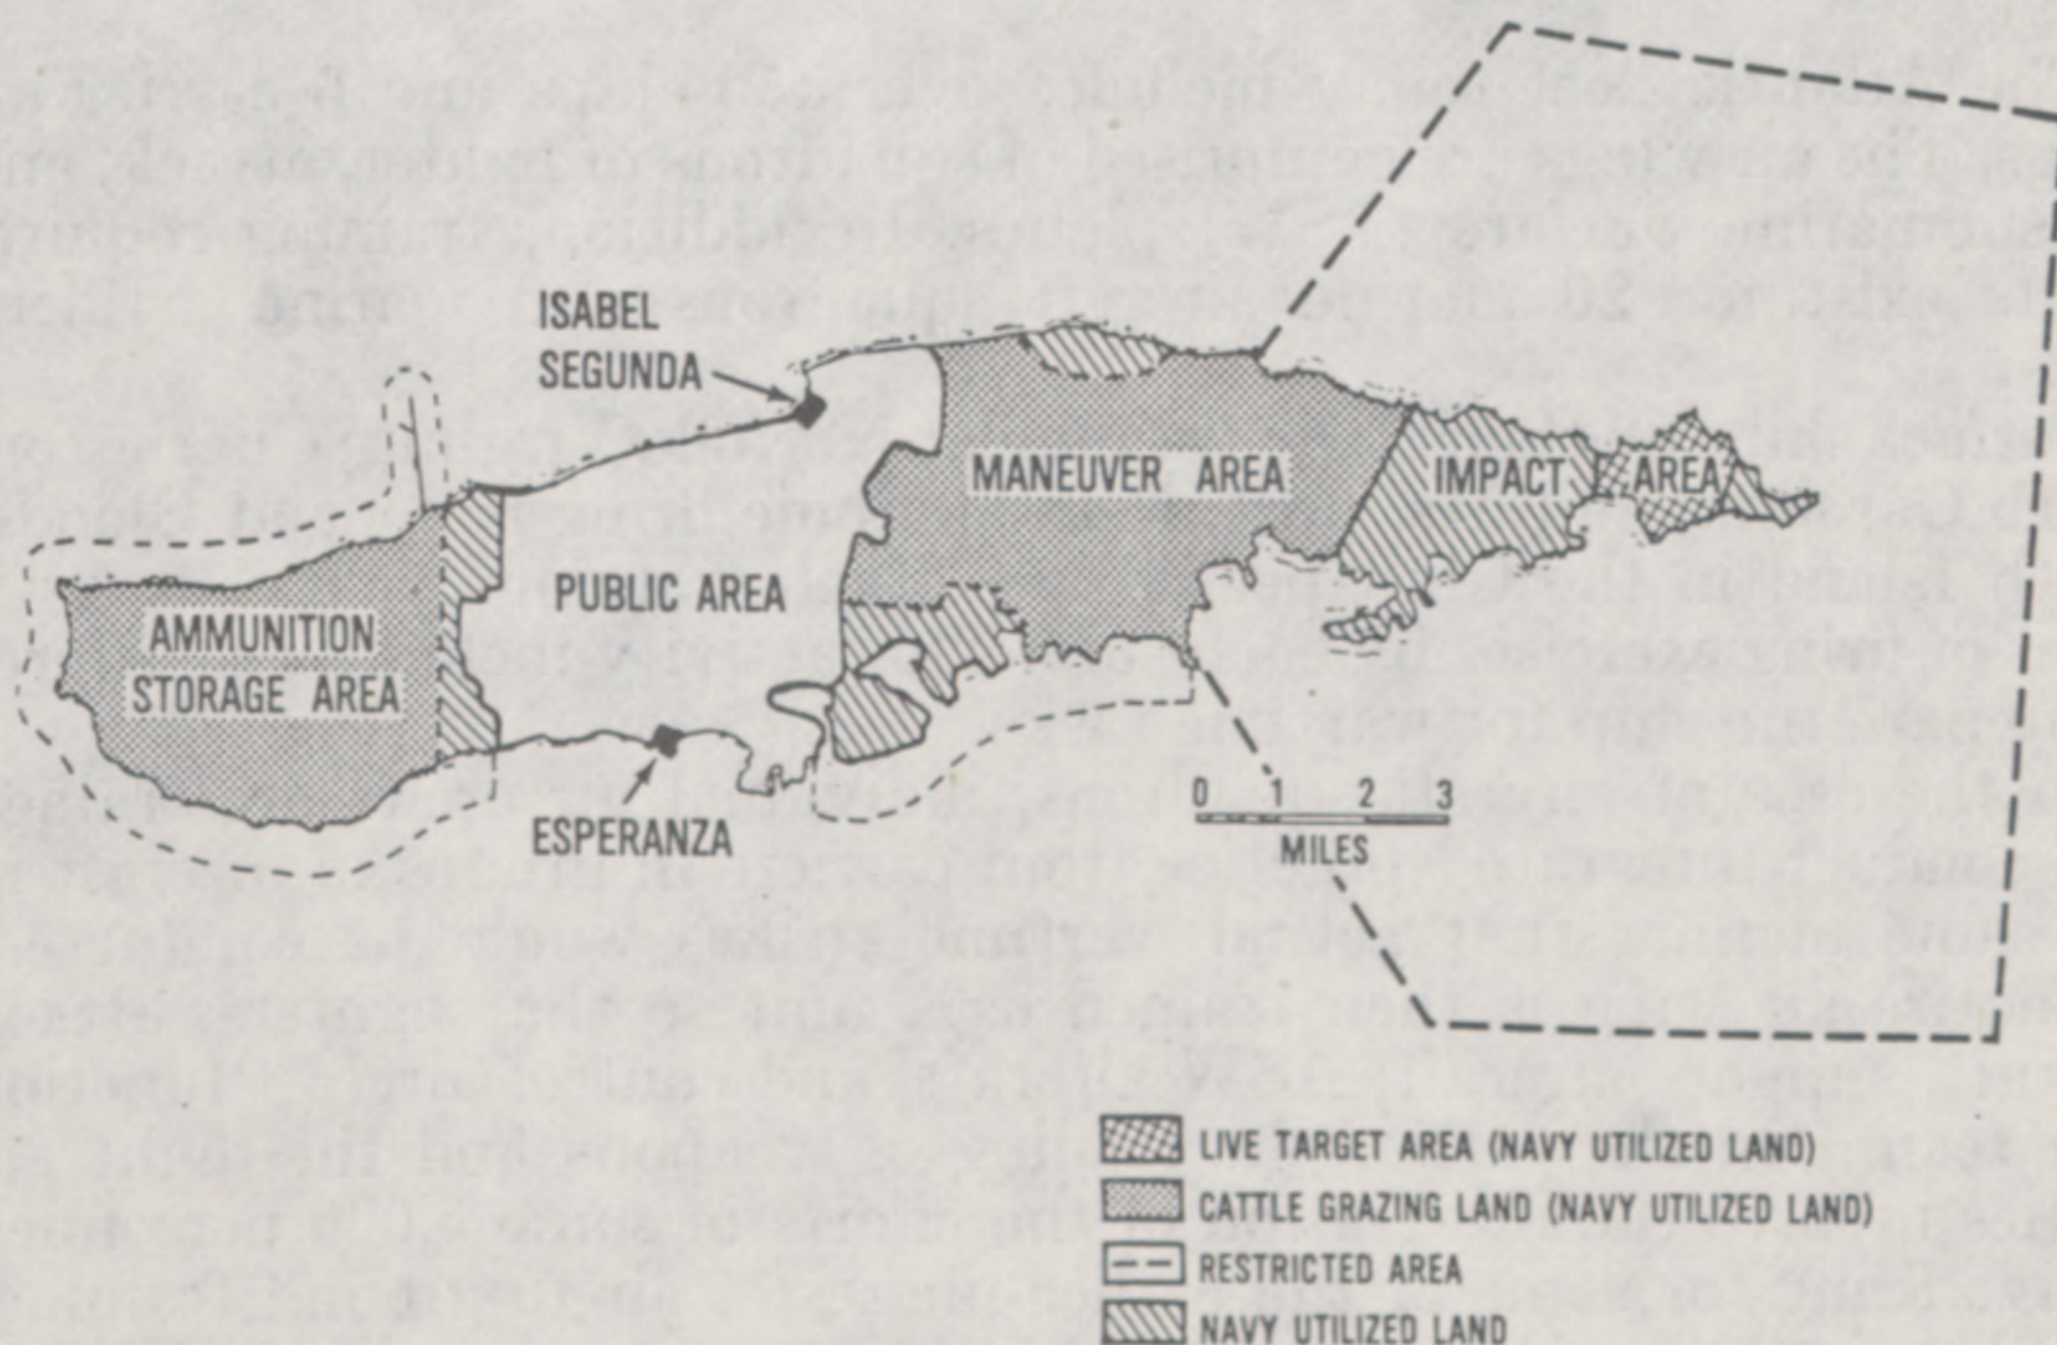 ISABEL
SEGUNDA
MANEUVER AREA
IMPACT AREA
PUBLIC AREA
AMMUNITION
STORAGE AREA
ESPERANZA
0 1 2 3
MILES
LIVE TARGET AREA (NAVY UTILIZED LAND)
CATTLE GRAZING LAND (NAVY UTILIZED LAND)
RESTRICTED AREA
NAVY UTILIZED LAND